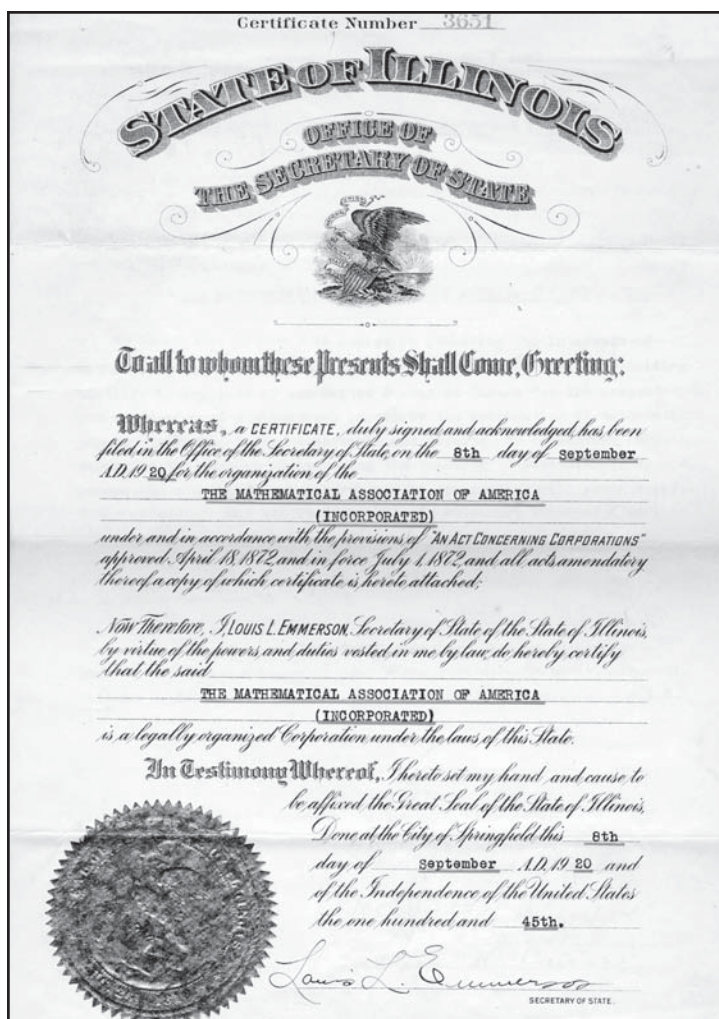 Certificate Number 3651
STATE OF ILLINOIS
OFFICE OF
THE SECRETARY OF STATE
To all to whom these Presents Shall Come, Greeting:
Whereas, a CERTIFICATE, duly signed and acknowledged, has been
filed in the Office of the Secretary of State, on the 8th day of September
A.D. 19 20 for the organization of the
THE MATHEMATICAL ASSOCIATION OF AMERICA
(INCORPORATED)
under and in accordance with the provisions of "AN ACT CONCERNING CORPORATIONS"
approved April 18, 1872, and in force July 1, 1872, and all acts amendatory
thereof, a copy of which certificate is hereto attached;
Now Therefore, I, LOUIS L. EMMERSON, Secretary of State of the State of Illinois,
by virtue of the powers and duties vested in me by law, do hereby certify
that the said
THE MATHEMATICAL ASSOCIATION OF AMERICA
(INCORPORATED)
is a legally organized Corporation under the laws of this State.
In Testimony Whereof, I hereto set my hand and cause to
be affixed the Great Seal of the State of Illinois,
Done at the City of Springfield this 8th
day of September A.D. 19 20 and
of the Independence of the United States
the one hundred and 45th.
Louis L. Emmerson
SECRETARY OF STATE.